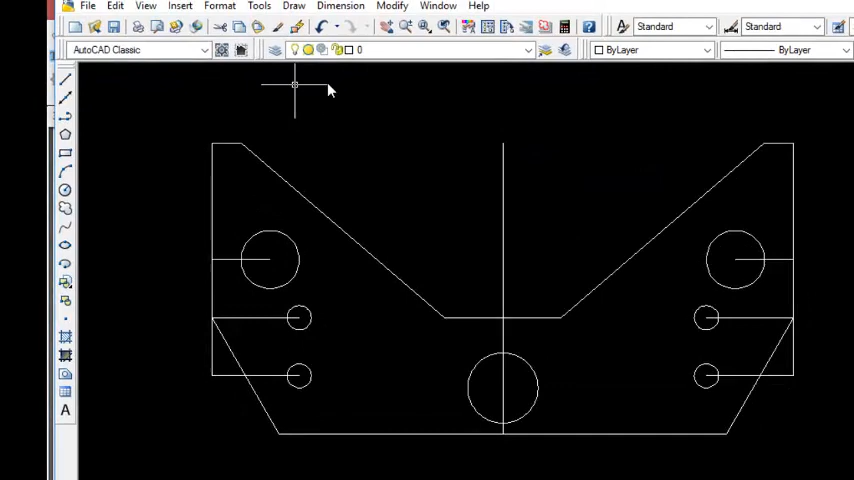 File Edit View Insert Format Tools Draw Dimension Modify Window Help
Standard Standard
AutoCAD Classic 0 ByLayer ByLayer
A